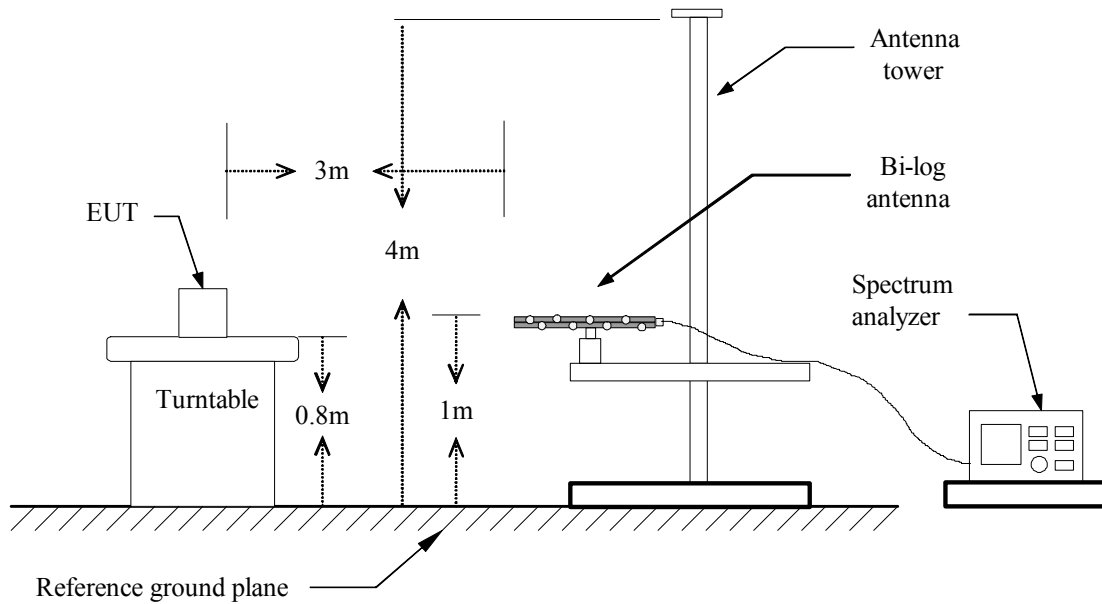 Antenna
tower
3m
Bi-log
antenna
EUT
4m
Spectrum
analyzer
Turntable
0.8m
1m
Reference ground plane